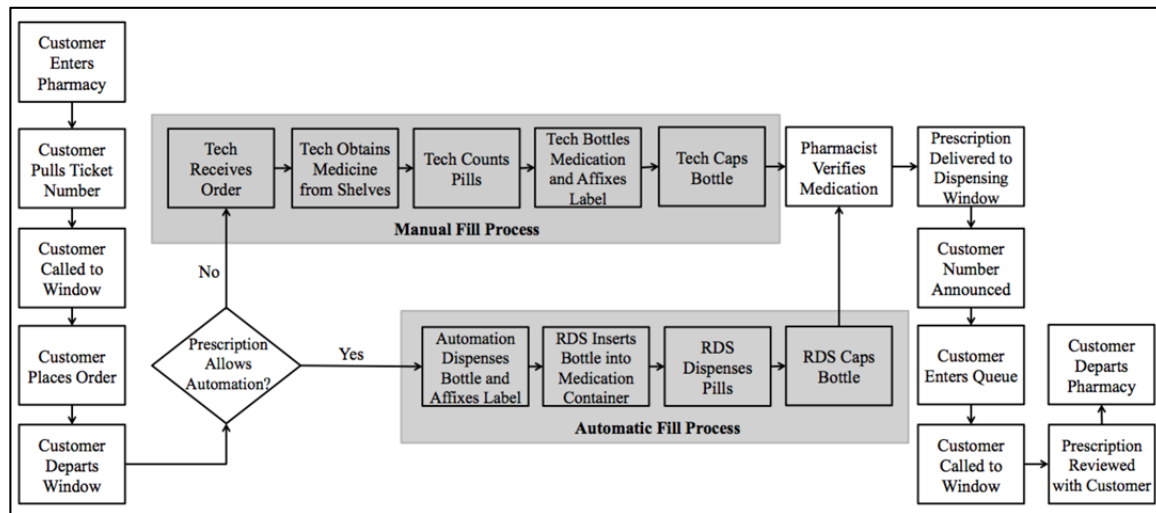 Customer
Enters
Pharmacy
Customer
Pulls Ticket
Number
Customer
Called to
Window
Customer
Places Order
Customer
Departs
Window
Prescription
Allows
Automation?
No
Yes
Tech
Receives
Order
Tech Obtains
Medicine
from Shelves
Tech Counts
Pills
Tech Bottles
Medication
and Affixes
Label
Tech Caps
Bottle
Manual Fill Process
Automation
Dispenses
Bottle and
Affixes Label
RDS Inserts
Bottle into
Medication
Container
RDS
Dispenses
Pills
RDS Caps
Bottle
Automatic Fill Process
Pharmacist
Verifies
Medication
Prescription
Delivered to
Dispensing
Window
Customer
Number
Announced
Customer
Enters Queue
Customer
Called to
Window
Prescription
Reviewed
with Customer
Customer
Departs
Pharmacy